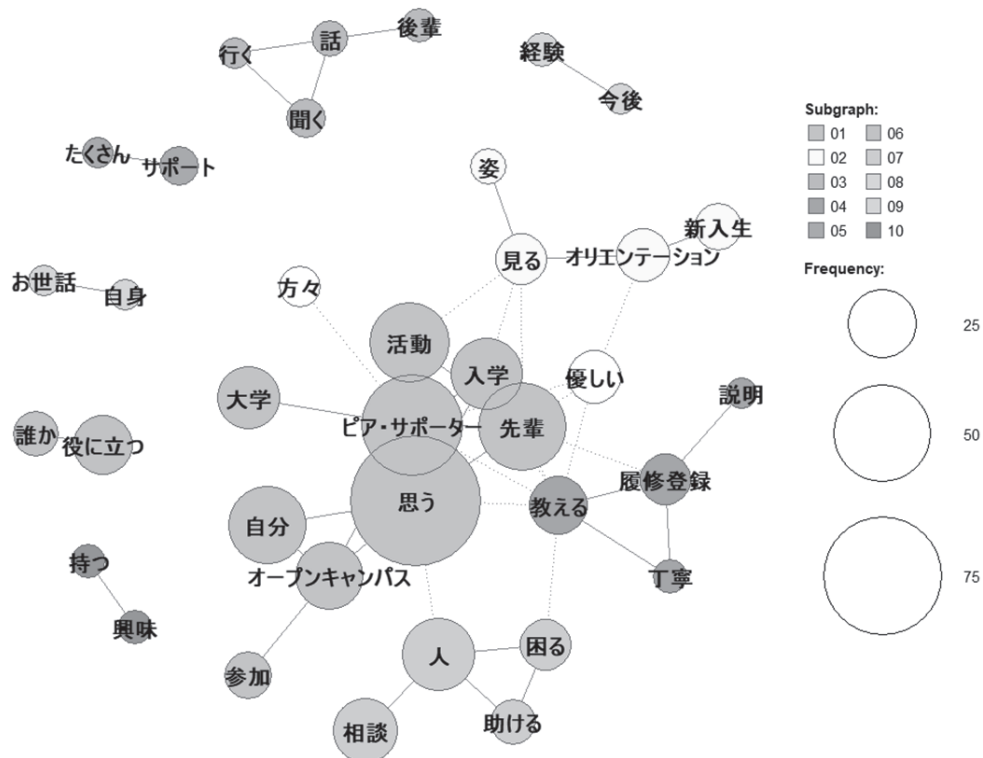 行く
話
後輩
聞く
経験
今後
たくさん
サポート
姿
見る
オリエンテーション
新入生
お世話
自身
方々
活動
入学
優しい
大学
ピア・サポーター
先輩
説明
誰か
役に立つ
思う
教える
履修登録
自分
オープンキャンパス
丁寧
持つ
興味
人
困る
参加
相談
助ける
Subgraph:
01 06
02 07
03 08
04 09
05 10
Frequency:
25
50
75